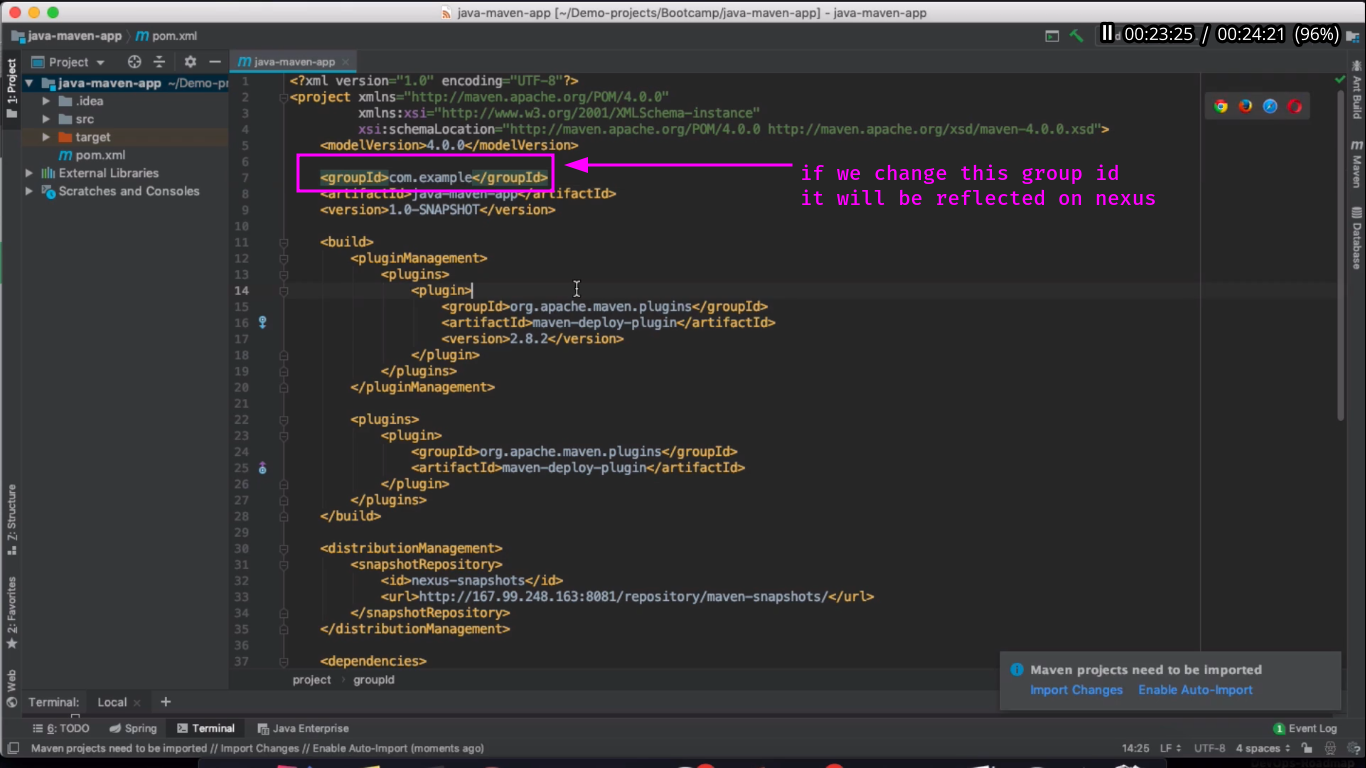 java-maven-app [~/Demo-projects/Bootcamp/java-maven-app] - java-maven-app
java-maven-app
pom.xml
00:23:25 / 00:24:21 (96%)
1: Project
Project
java-maven-app
java-maven-app ~/Demo-pr
.idea
src
target
pom.xml
External Libraries
Scratches and Consoles
1 <?xml version="1.0" encoding="UTF-8"?>
2 <project xmlns="http://maven.apache.org/POM/4.0.0"
3 xmlns:xsi="http://www.w3.org/2001/XMLSchema-instance"
4 xsi:schemaLocation="http://maven.apache.org/POM/4.0.0 http://maven.apache.org/xsd/maven-4.0.0.xsd">
5 <modelVersion>4.0.0</modelVersion>
6
7 <groupId>com.example</groupId>
8 <artifactId>java-maven-app</artifactId>
9 <version>1.0-SNAPSHOT</version>
10
11 <build>
12 <pluginManagement>
13 <plugins>
14 <plugin>
15 <groupId>org.apache.maven.plugins</groupId>
16 <artifactId>maven-deploy-plugin</artifactId>
17 <version>2.8.2</version>
18 </plugin>
19 </plugins>
20 </pluginManagement>
21
22 <plugins>
23 <plugin>
24 <groupId>org.apache.maven.plugins</groupId>
25 <artifactId>maven-deploy-plugin</artifactId>
26 </plugin>
27 </plugins>
28 </build>
29
30 <distributionManagement>
31 <snapshotRepository>
32 <id>nexus-snapshots</id>
33 <url>http://167.99.248.163:8081/repository/maven-snapshots/</url>
34 </snapshotRepository>
35 </distributionManagement>
36
37 <dependencies>
if we change this group id
it will be reflected on nexus
Ant Build
Maven
Database
Z: Structure
2: Favorites
Web
project › groupId
Maven projects need to be imported
Import Changes Enable Auto-Import
Terminal: Local × +
6: TODO
Spring
Terminal
Java Enterprise
1 Event Log
Maven projects need to be imported // Import Changes // Enable Auto-Import (moments ago)
14:25 LF UTF-8 4 spaces
DevOps-Roadmap